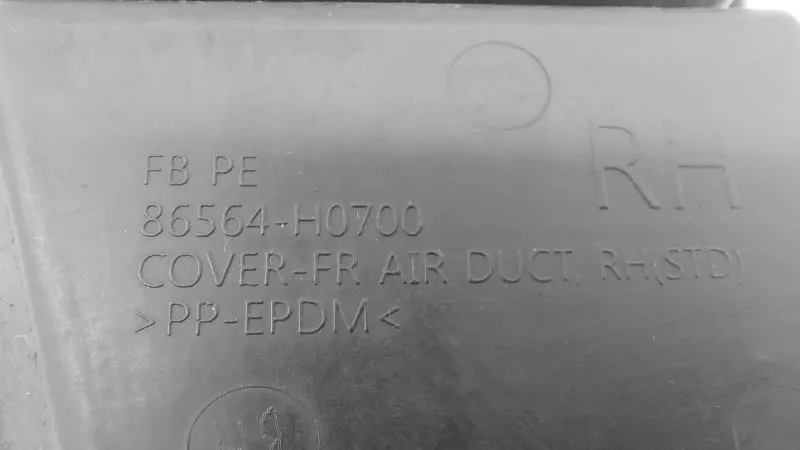 RH
FB PE
86564-H0700
COVER-FR AIR DUCT, RH(STD)
>PP-EPDM<